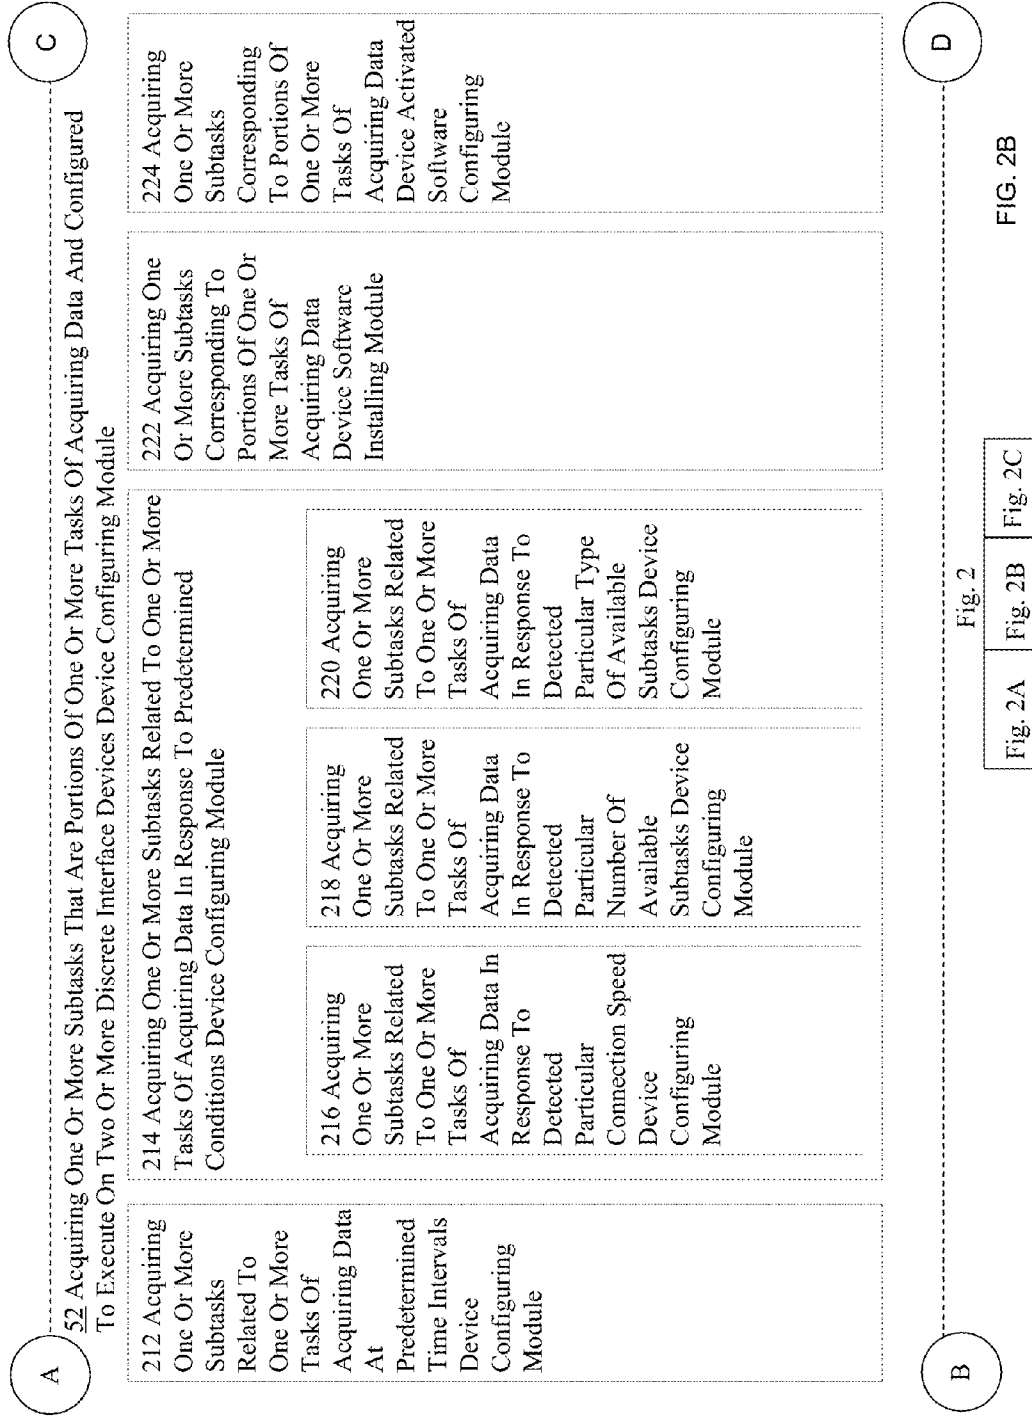 A
C
52 Acquiring One Or More Subtasks That Are Portions Of One Or More Tasks Of Acquiring Data And Configured
To Execute On Two Or More Discrete Interface Devices Device Configuring Module
212 Acquiring
One Or More
Subtasks
Related To
One Or More
Tasks Of
Acquiring Data
At
Predetermined
Time Intervals
Device
Configuring
Module
214 Acquiring One Or More Subtasks Related To One Or More
Tasks Of Acquiring Data In Response To Predetermined
Conditions Device Configuring Module
216 Acquiring
One Or More
Subtasks Related
To One Or More
Tasks Of
Acquiring Data In
Response To
Detected
Particular
Connection Speed
Device
Configuring
Module
218 Acquiring
One Or More
Subtasks Related
To One Or More
Tasks Of
Acquiring Data
In Response To
Detected
Particular
Number Of
Available
Subtasks Device
Configuring
Module
220 Acquiring
One Or More
Subtasks Related
To One Or More
Tasks Of
Acquiring Data
In Response To
Detected
Particular Type
Of Available
Subtasks Device
Configuring
Module
222 Acquiring One
Or More Subtasks
Corresponding To
Portions Of One Or
More Tasks Of
Acquiring Data
Device Software
Installing Module
224 Acquiring
One Or More
Subtasks
Corresponding
To Portions Of
One Or More
Tasks Of
Acquiring Data
Device Activated
Software
Configuring
Module
B
D
Fig. 2
Fig. 2A
Fig. 2B
Fig. 2C
FIG. 2B